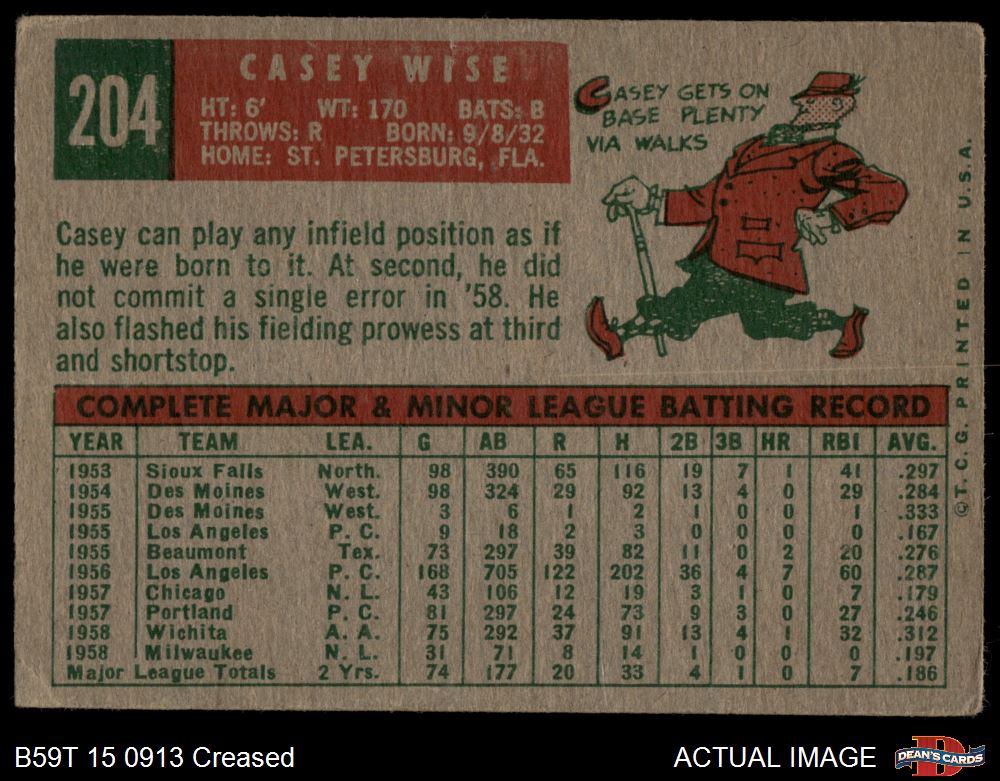 204
CASEY WISE
HT: 6' WT: 170 BATS: B
THROWS: R BORN: 9/8/32
HOME: ST. PETERSBURG, FLA.
CASEY GETS ON
BASE PLENTY
VIA WALKS
Casey can play any infield position as if
he were born to it. At second, he did
not commit a single error in '58. He
also flashed his fielding prowess at third
and shortstop.
COMPLETE MAJOR & MINOR LEAGUE BATTING RECORD
YEAR TEAM LEA. G AB R H 2B 3B HR RBI AVG.
1953 Sioux Falls North. 98 390 65 116 19 7 1 41 .297
1954 Des Moines West. 98 324 29 92 13 4 0 29 .284
1955 Des Moines West. 3 6 1 2 1 0 0 1 .333
1955 Los Angeles P. C. 9 18 2 3 0 0 0 0 .167
1955 Beaumont Tex. 73 297 39 82 11 0 2 20 .276
1956 Los Angeles P. C. 168 705 122 202 36 4 7 60 .287
1957 Chicago N. L. 43 106 12 19 3 1 0 7 .179
1957 Portland P. C. 81 297 24 73 9 3 0 27 .246
1958 Wichita A. A. 75 292 37 91 13 4 1 32 .312
1958 Milwaukee N. L. 31 71 8 14 1 0 0 0 .197
Major League Totals 2 Yrs. 74 177 20 33 4 1 0 7 .186
©T. C. G. PRINTED IN U.S.A.
B59T 15 0913 Creased
ACTUAL IMAGE
DEAN'S CARDS